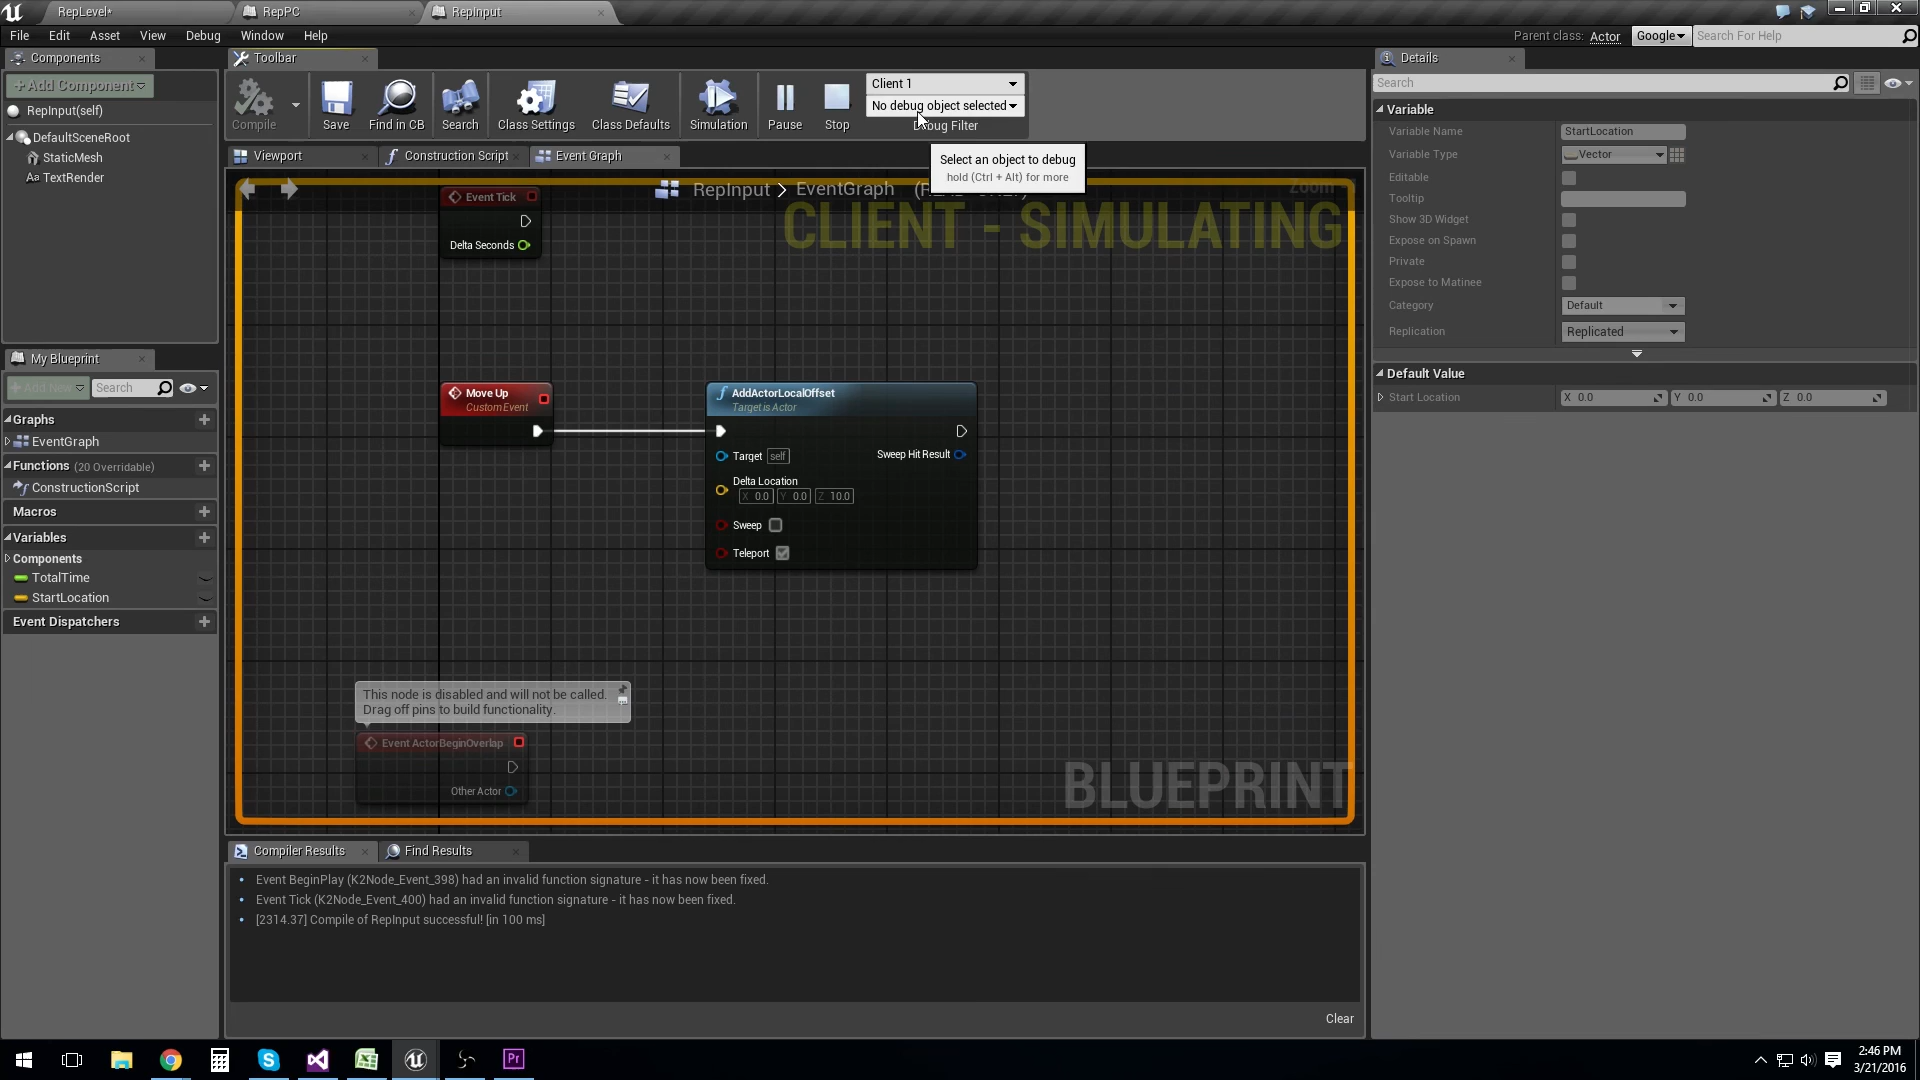 RepLevel*
RepPC
RepInput
File
Edit
Asset
View
Debug
Window
Help
Parent class:
Actor
Google
Search For Help
Components
Toolbar
Details
+Add Component
Compile
Save
Find in CB
Search
Class Settings
Class Defaults
Simulation
Pause
Stop
Client 1
No debug object selected
Debug Filter
Search
RepInput(self)
DefaultSceneRoot
StaticMesh
TextRender
Viewport
Construction Script
Event Graph
Select an object to debug
hold (Ctrl + Alt) for more
RepInput > EventGraph
CLIENT - SIMULATING
Event Tick
Delta Seconds
Move Up
Custom Event
AddActorLocalOffset
Target is Actor
Target self
Sweep Hit Result
Delta Location
X 0.0 Y 0.0 Z 10.0
Sweep
Teleport
This node is disabled and will not be called.
Drag off pins to build functionality.
Event ActorBeginOverlap
Other Actor
BLUEPRINT
My Blueprint
+Add New
Search
Graphs
EventGraph
Functions (20 Overridable)
ConstructionScript
Macros
Variables
Components
TotalTime
StartLocation
Event Dispatchers
Variable
Variable Name StartLocation
Variable Type Vector
Editable
Tooltip
Show 3D Widget
Expose on Spawn
Private
Expose to Matinee
Category Default
Replication Replicated
Default Value
Start Location X 0.0 Y 0.0 Z 0.0
Compiler Results
Find Results
Event BeginPlay (K2Node_Event_398) had an invalid function signature - it has now been fixed.
Event Tick (K2Node_Event_400) had an invalid function signature - it has now been fixed.
[2314.37] Compile of RepInput successful! [in 100 ms]
Clear
Pr
2:46 PM
3/21/2016